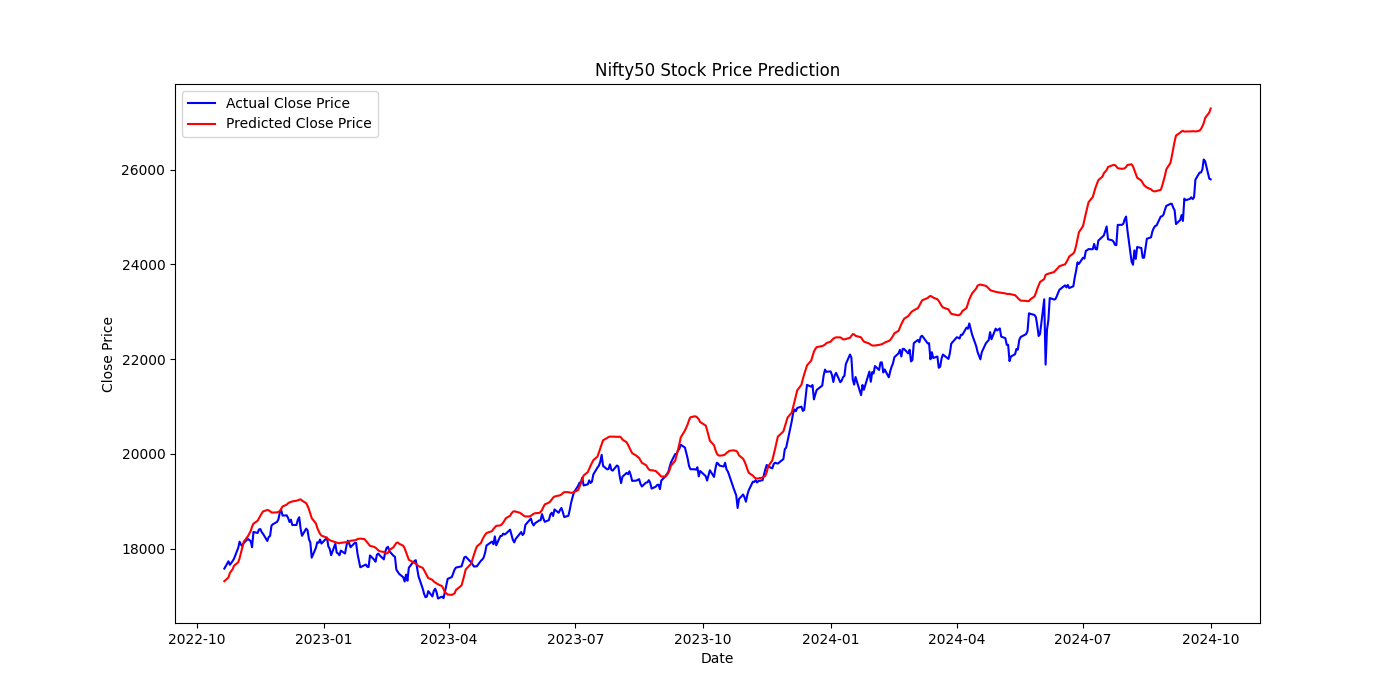 Nifty50 Stock Price Prediction
Actual Close Price
Predicted Close Price
Close Price
26000
24000
22000
20000
18000
2022-10 2023-01 2023-04 2023-07 2023-10 2024-01 2024-04 2024-07 2024-10
Date